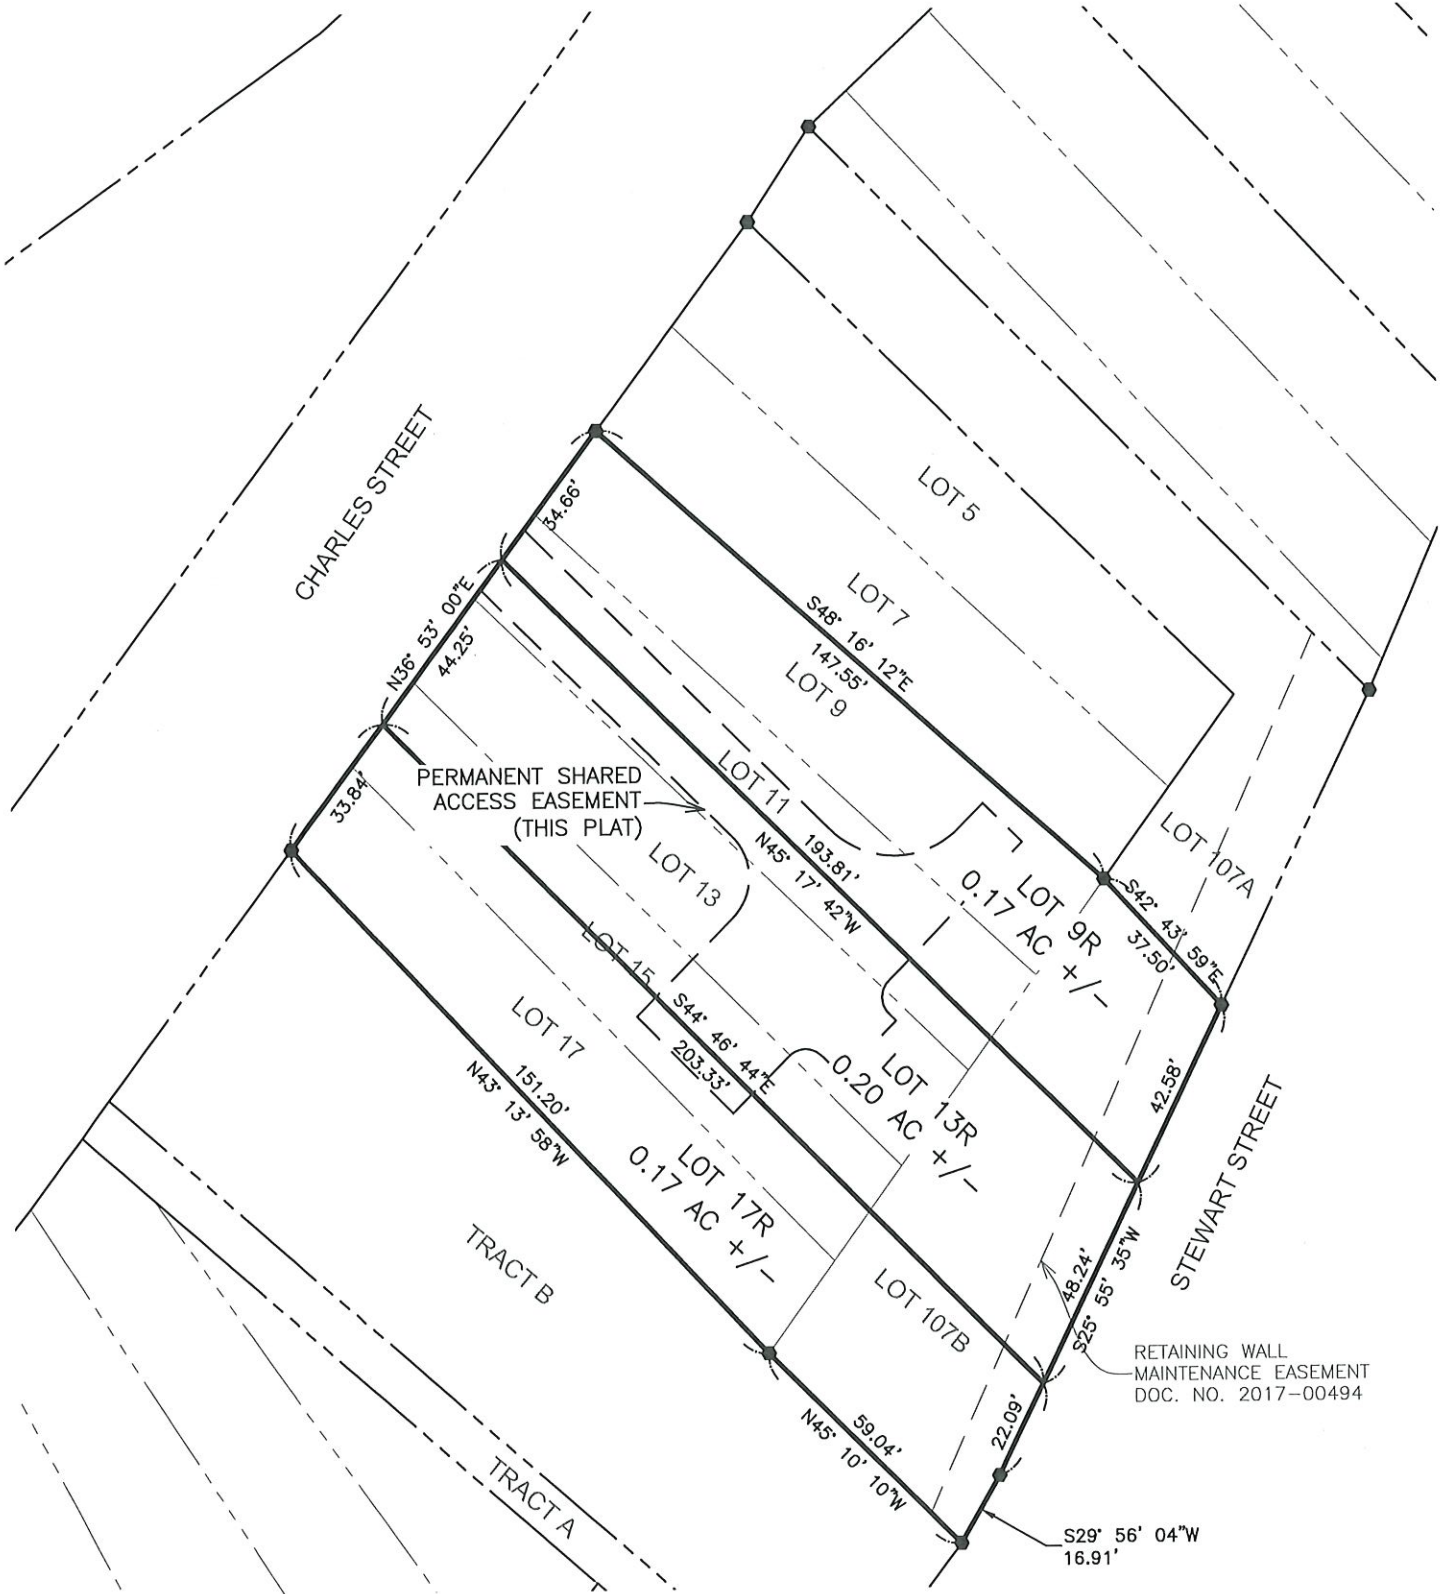 CHARLES STREET
LOT 5
34.66'
LOT 7
S48° 16' 12"E
147.55'
LOT 9
N36° 53' 00"E
44.25'
LOT 11
PERMANENT SHARED
ACCESS EASEMENT
(THIS PLAT)
33.84'
LOT 107A
193.81'
N45° 17' 42"W
LOT 13
LOT 9R
0.17 AC +/-
S42° 43' 59"E
37.50'
LOT 15
S44° 46' 44"E
203.33'
LOT 17
151.20'
N43° 13' 58"W
LOT 13R
0.20 AC +/-
42.58'
STEWART STREET
LOT 17R
0.17 AC +/-
TRACT B
48.24'
S25° 55' 35"W
LOT 107B
RETAINING WALL
MAINTENANCE EASEMENT
DOC. NO. 2017-00494
22.09'
59.04'
N45° 10' 10"W
TRACT A
S29° 56' 04"W
16.91'